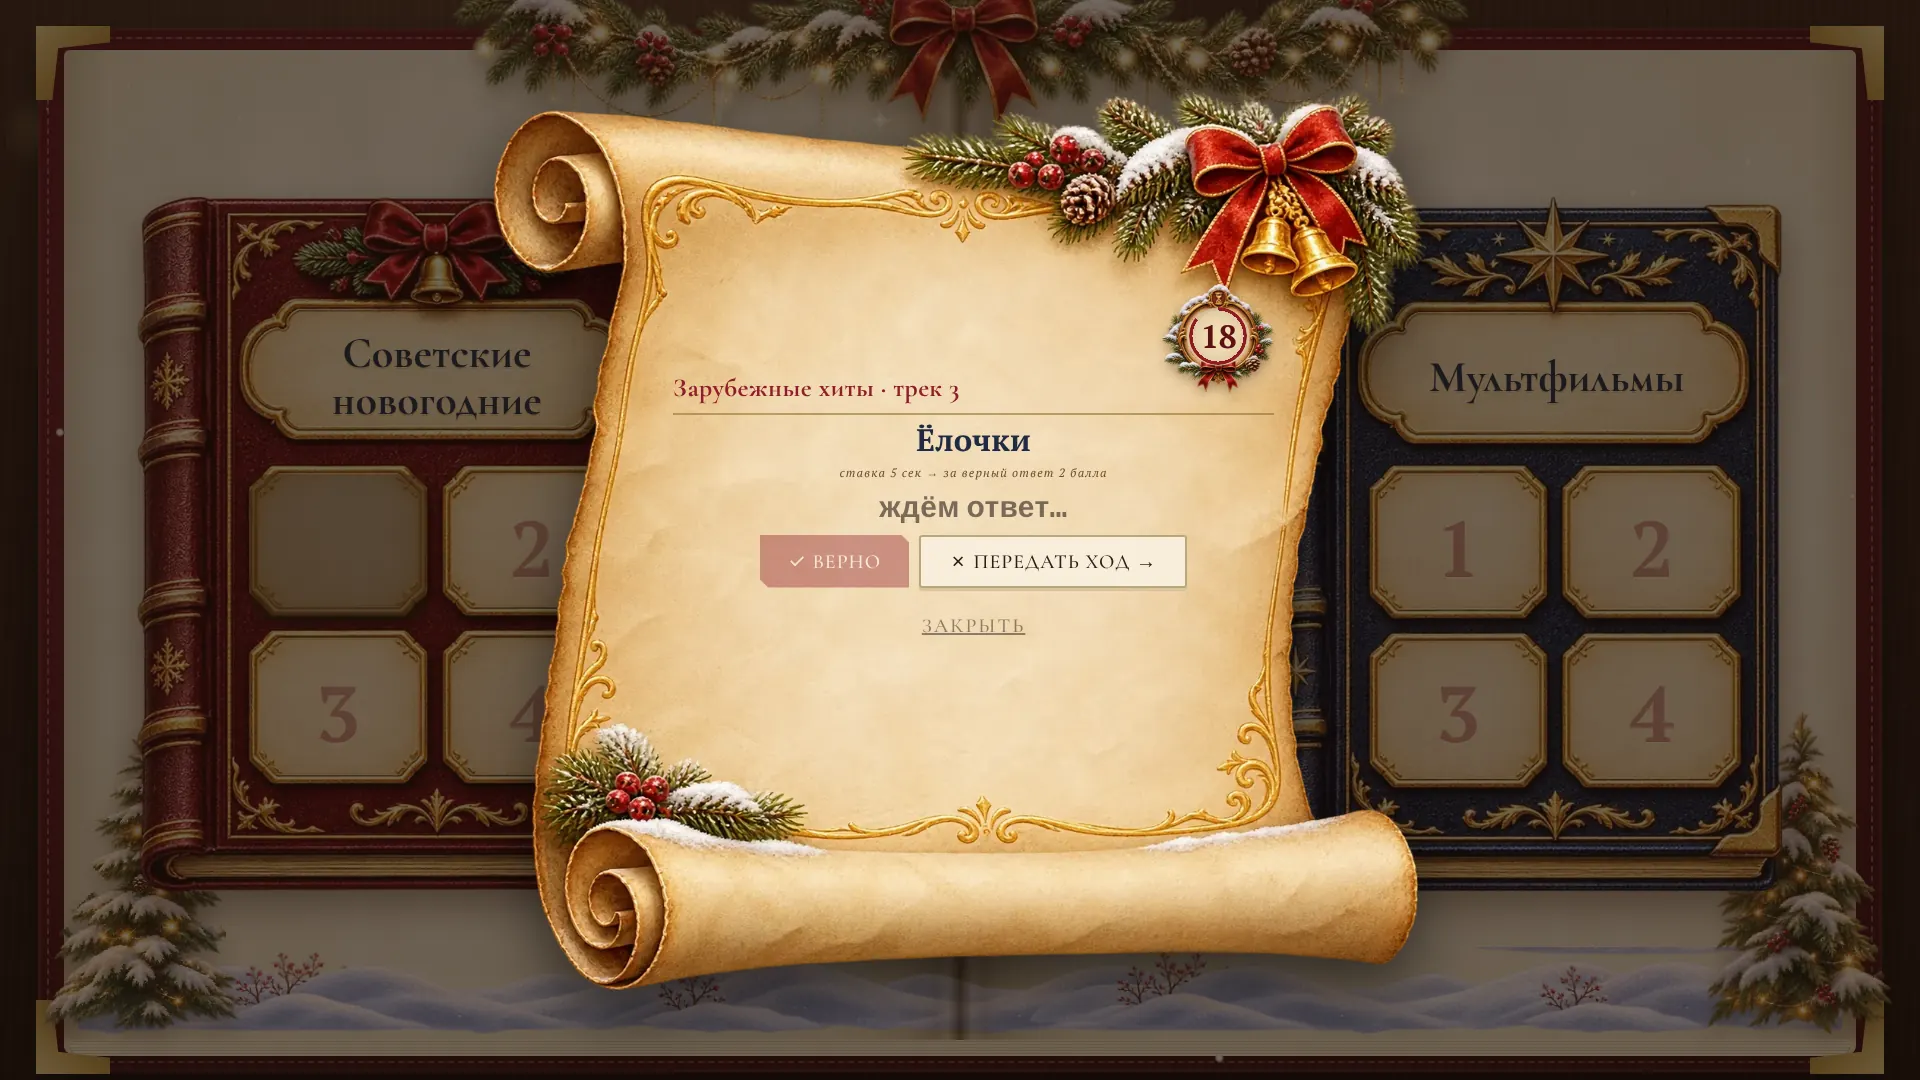 18
Зарубежные хиты · трек 3
Ёлочки
ставка 5 сек → за верный ответ 2 балла
ждём ответ...
✓ ВЕРНО
✕ ПЕРЕДАТЬ ХОД →
ЗАКРЫТЬ
Советские
новогодние
2
3
4
Мультфильмы
1
2
3
4